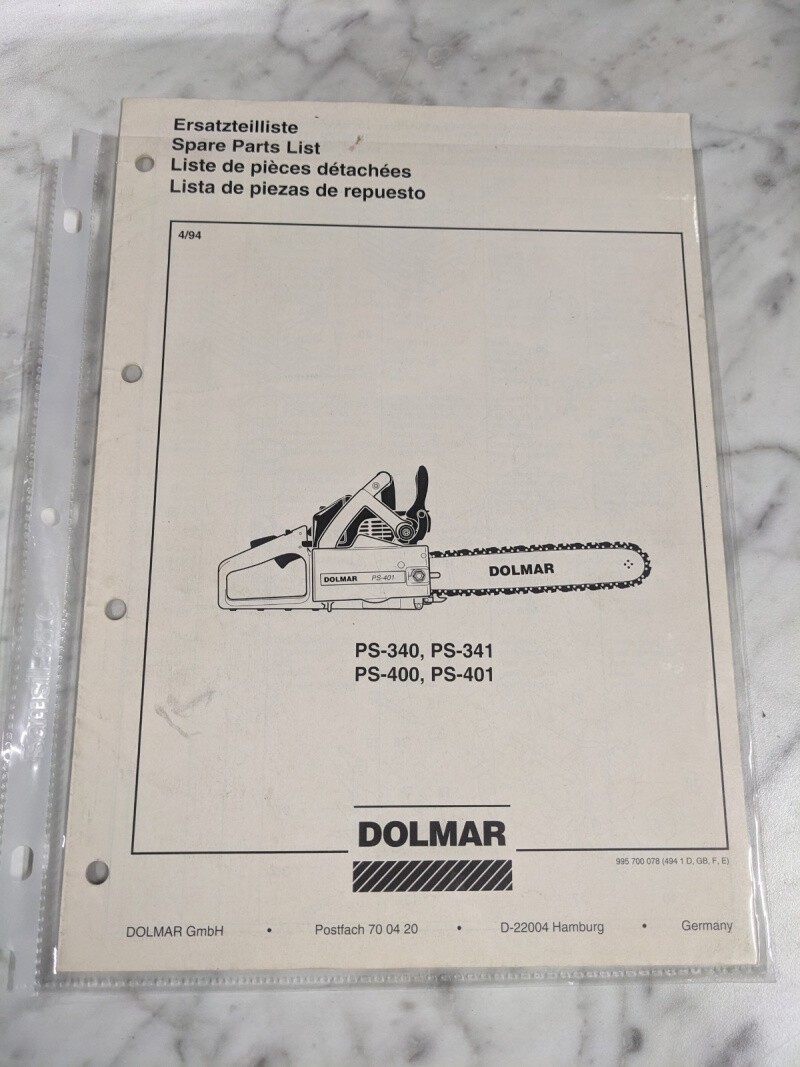 Ersatzteilliste
Spare Parts List
Liste de pièces détachées
Lista de piezas de repuesto
4/94
DOLMAR PS-401
DOLMAR
PS-340, PS-341
PS-400, PS-401
DOLMAR
995 700 078 (494 1 D, GB, F, E)
DOLMAR GmbH • Postfach 70 04 20 • D-22004 Hamburg • Germany